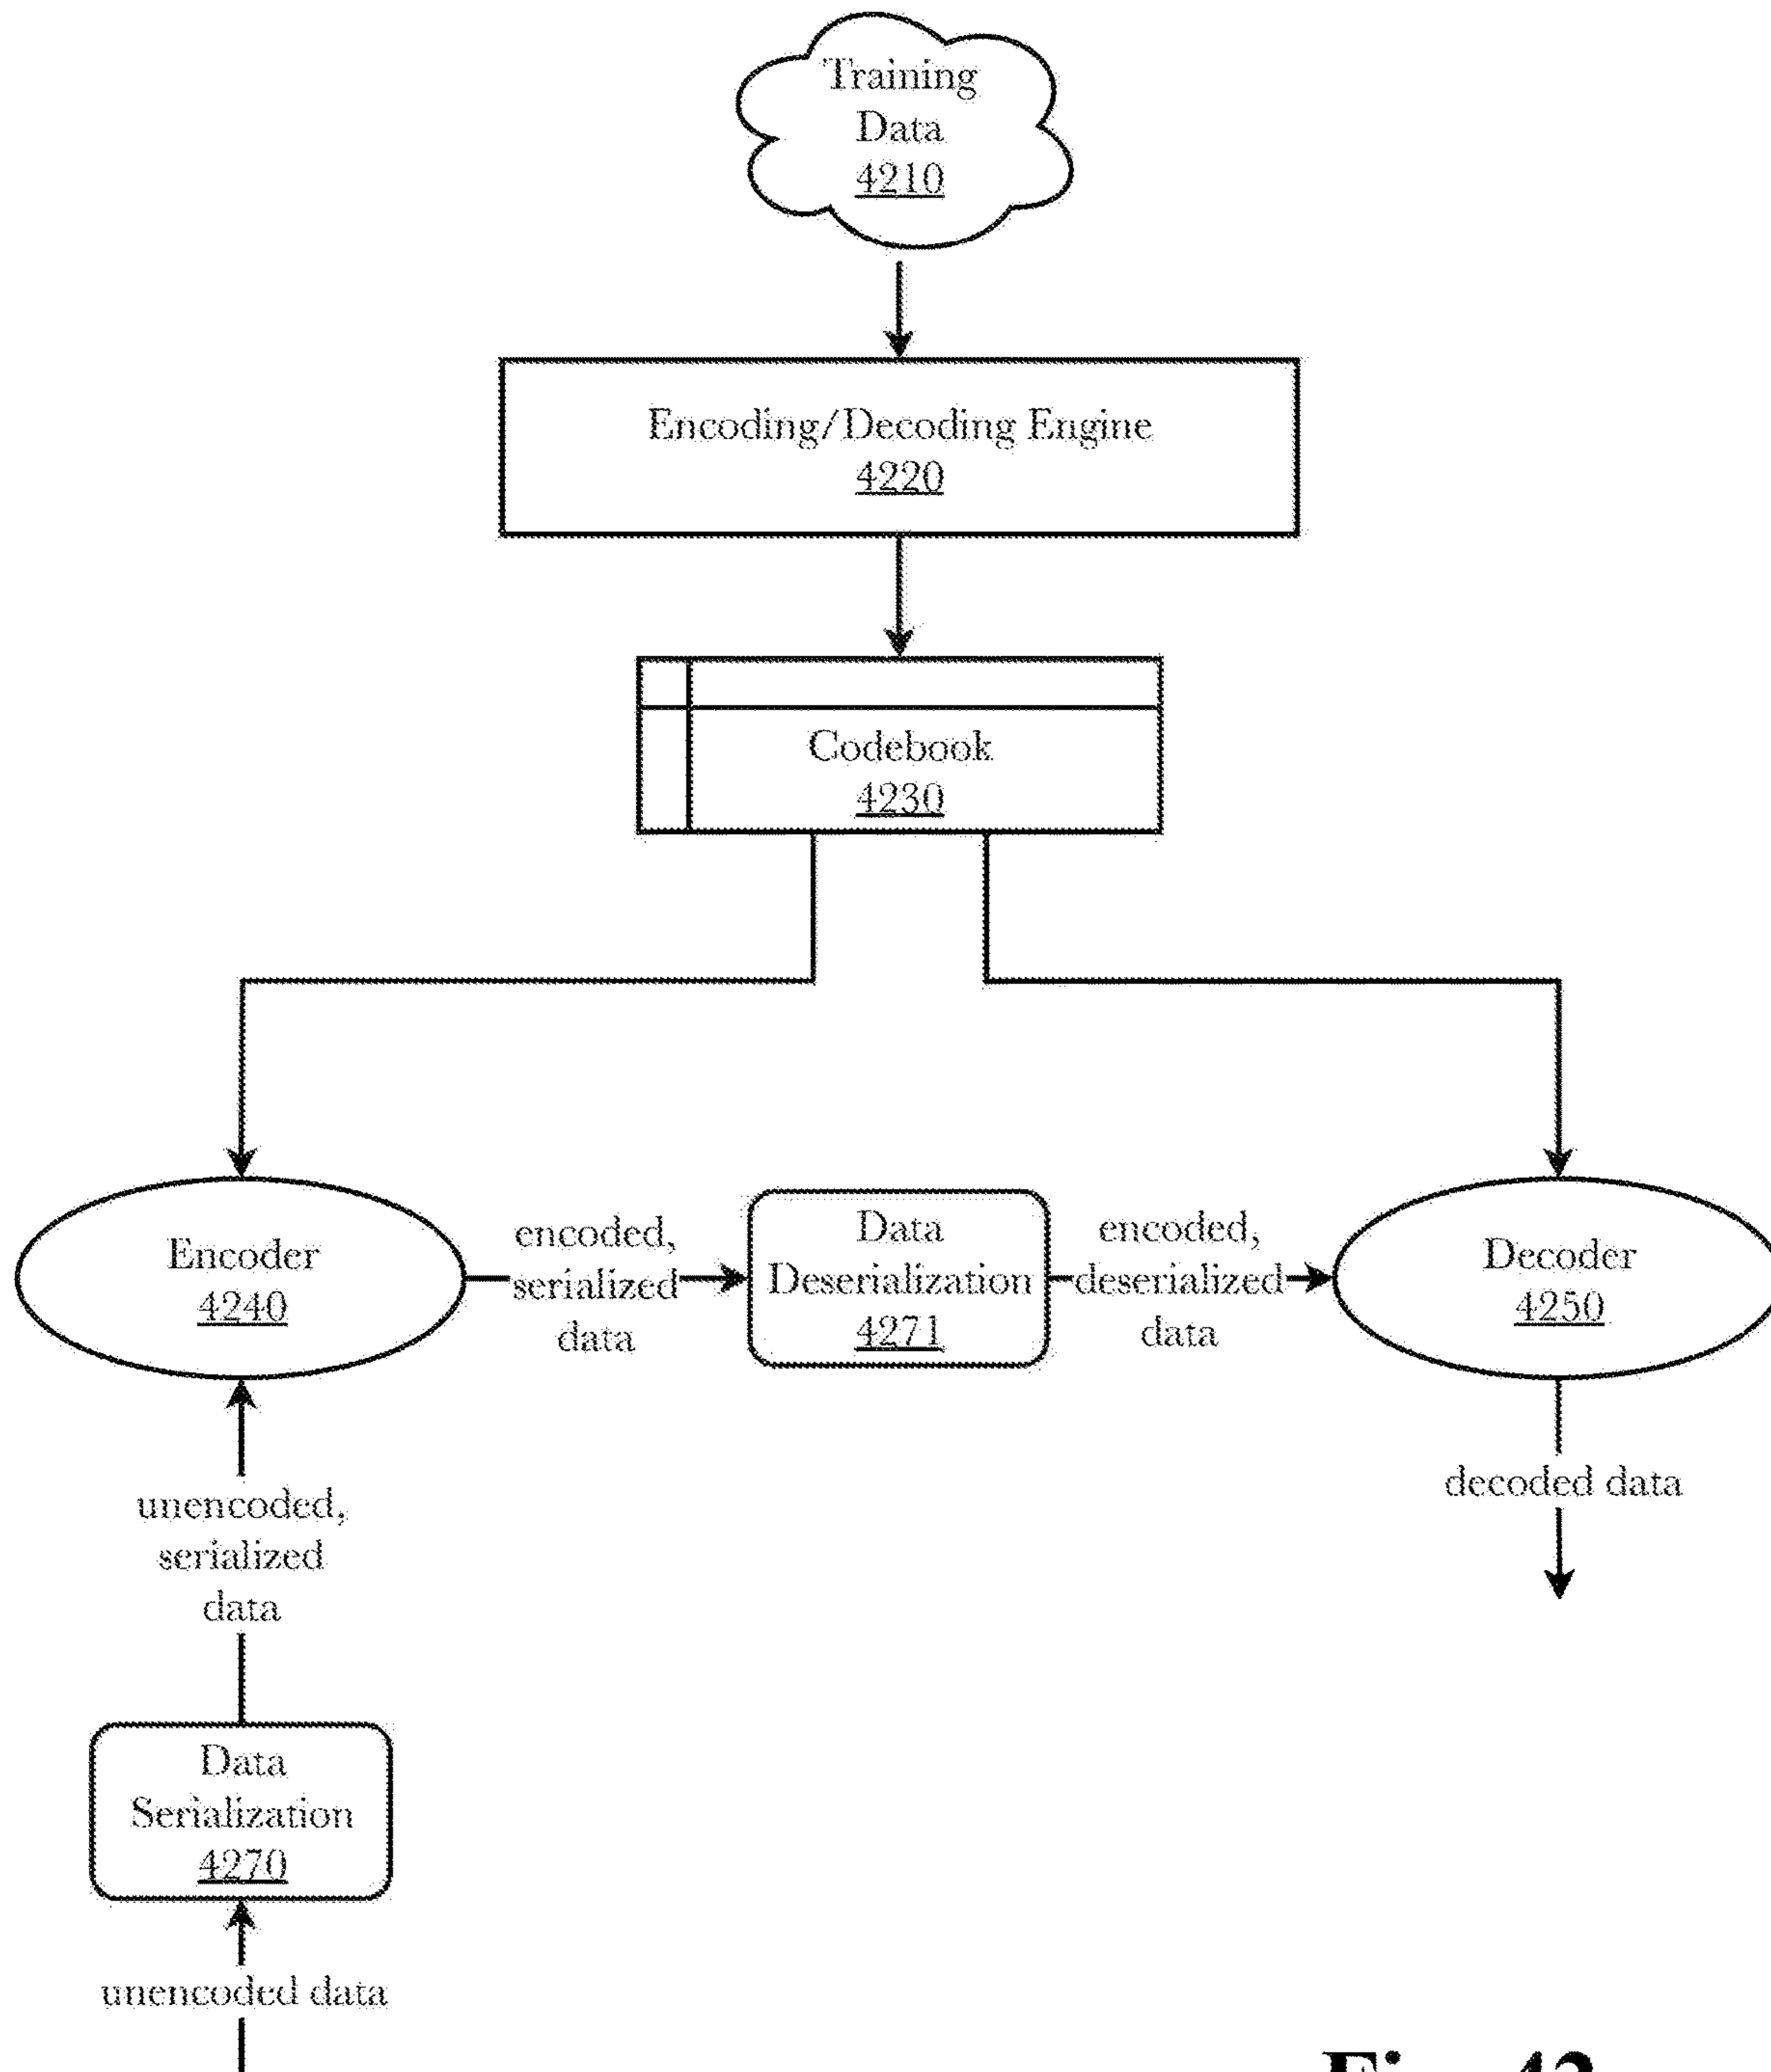 Training
Data
4210
Encoding/Decoding Engine
4220
Codebook
4230
Encoder
4240
encoded,
serialized
data
Data
Deserialization
4271
encoded,
deserialized
data
Decoder
4250
unencoded,
serialized
data
decoded data
Data
Serialization
4270
unencoded data